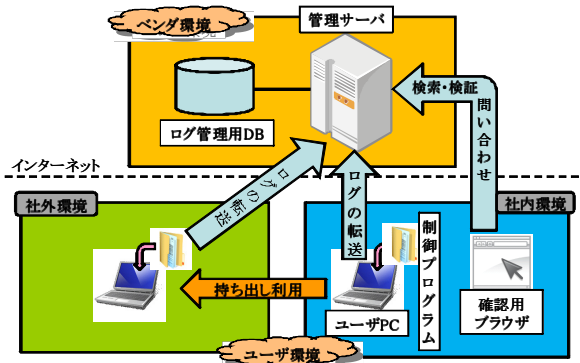 ベンダ環境
管理サーバ
ログ管理用DB
検索・検証
問い合わせ
インターネット
ログの転送
ログの転送
社外環境
社内環境
制御プログラム
持ち出し利用
ユーザPC
確認用
ブラウザ
ユーザ環境